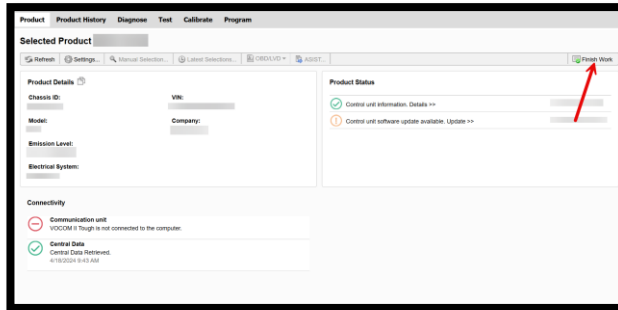 Product Product History Diagnose Test Calibrate Program
Selected Product
Refresh Settings... Manual Selection... Latest Selections... OBD/LVD ASIST... Finish Work
Product Details
Chassis ID: VIN:
Model: Company:
Emission Level:
Electrical System:
Product Status
Control unit information. Details >>
Control unit software update available. Update >>
Connectivity
Communication unit
VOCOM II Tough is not connected to the computer.
Central Data
Central Data Retrieved.
4/18/2024 9:43 AM